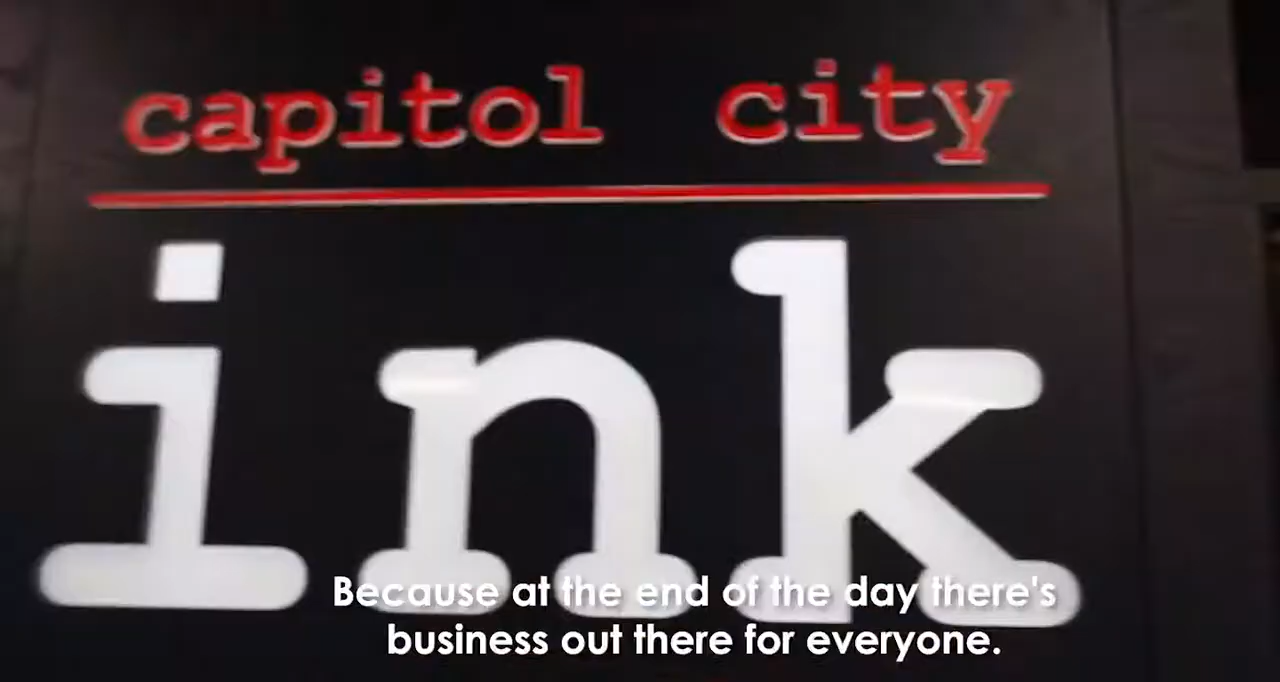 capitol city
ink
Because at the end of the day there's
business out there for everyone.